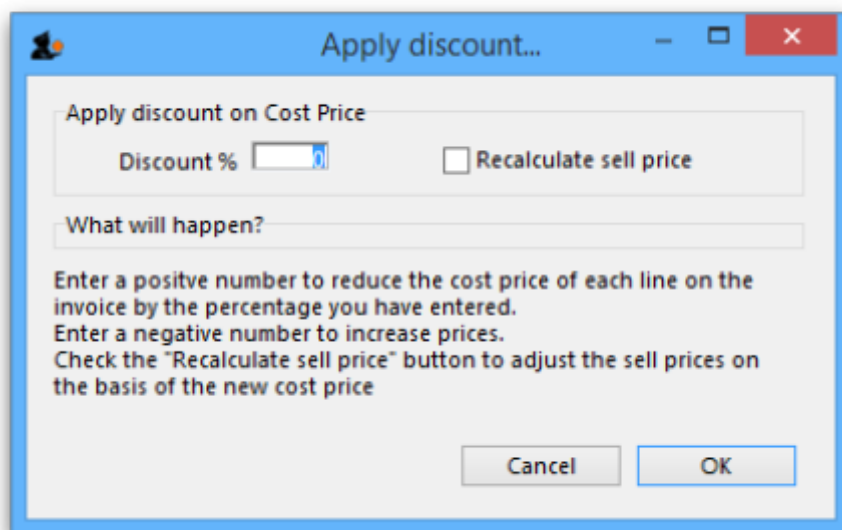 Apply discount...
Apply discount on Cost Price
Discount % 0 Recalculate sell price
What will happen?
Enter a positve number to reduce the cost price of each line on the
invoice by the percentage you have entered.
Enter a negative number to increase prices.
Check the "Recalculate sell price" button to adjust the sell prices on
the basis of the new cost price
Cancel OK